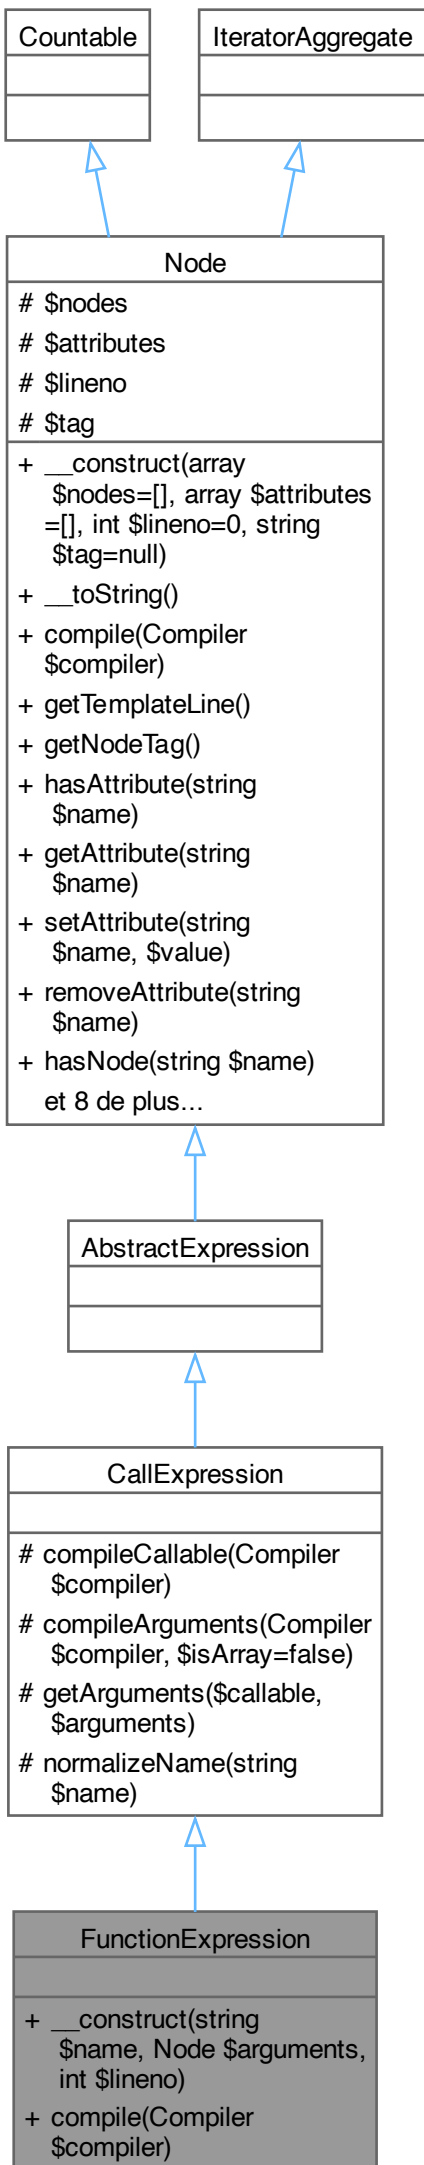 Countable
IteratorAggregate
Node
# $nodes
# $attributes
# $lineno
# $tag
+ __construct(array
$nodes=[], array $attributes
=[], int $lineno=0, string
$tag=null)
+ __toString()
+ compile(Compiler
$compiler)
+ getTemplateLine()
+ getNodeTag()
+ hasAttribute(string
$name)
+ getAttribute(string
$name)
+ setAttribute(string
$name, $value)
+ removeAttribute(string
$name)
+ hasNode(string $name)
et 8 de plus...
AbstractExpression
CallExpression
# compileCallable(Compiler
$compiler)
# compileArguments(Compiler
$compiler, $isArray=false)
# getArguments($callable,
$arguments)
# normalizeName(string
$name)
FunctionExpression
+ __construct(string
$name, Node $arguments,
int $lineno)
+ compile(Compiler
$compiler)